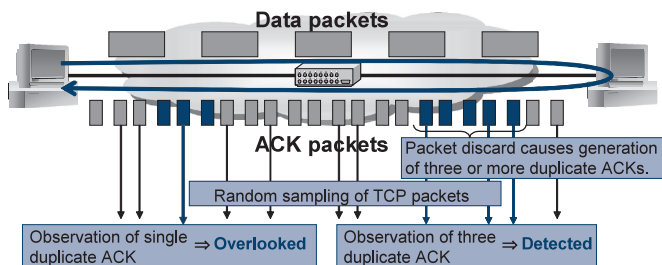 Data packets
ACK packets
Packet discard causes generation
of three or more duplicate ACKs.
Random sampling of TCP packets
Observation of single
duplicate ACK ⇒ Overlooked
Observation of three
duplicate ACK ⇒ Detected